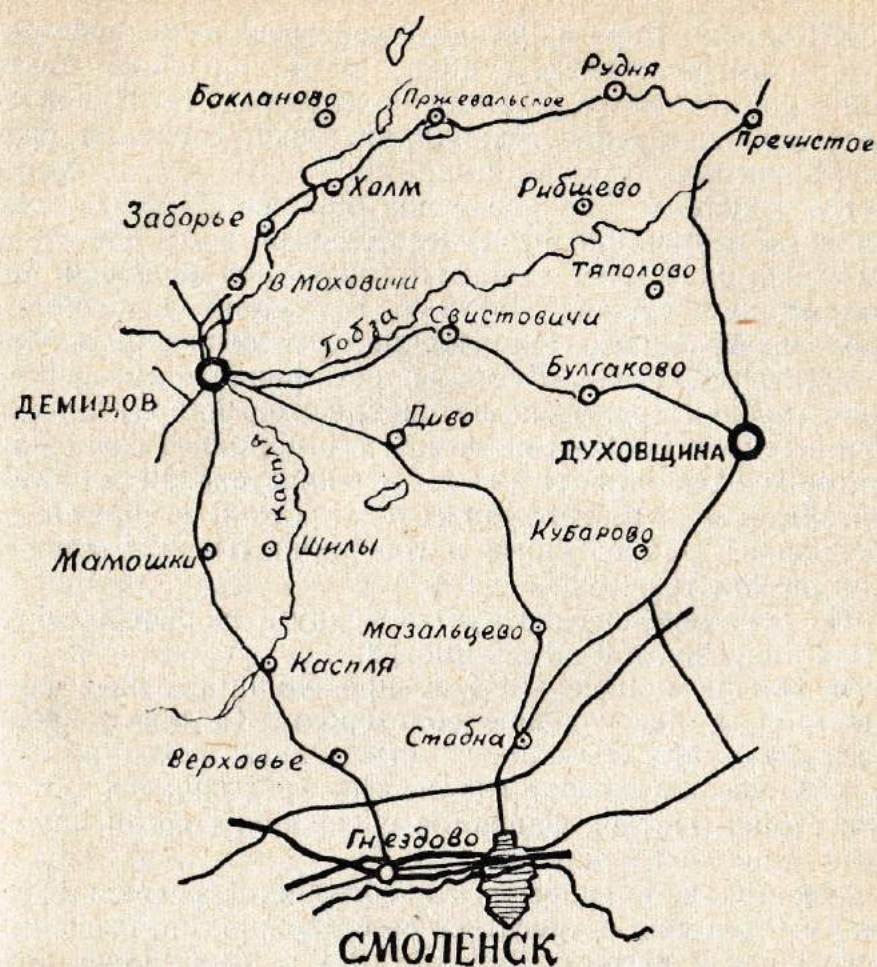 Рудня
Бакланово
Пржевальское
Пречистое
Холм
Рибшево
Заборье
Тяполово
В Моховичи
Гобза
Свистовичи
Булгаково
ДЕМИДОВ
Диво
ДУХОВЩИНА
Каспля
Кубарово
Мамошки
Шилы
Мазальцево
Каспля
Стабна
Верховье
Гнездово
СМОЛЕНСК